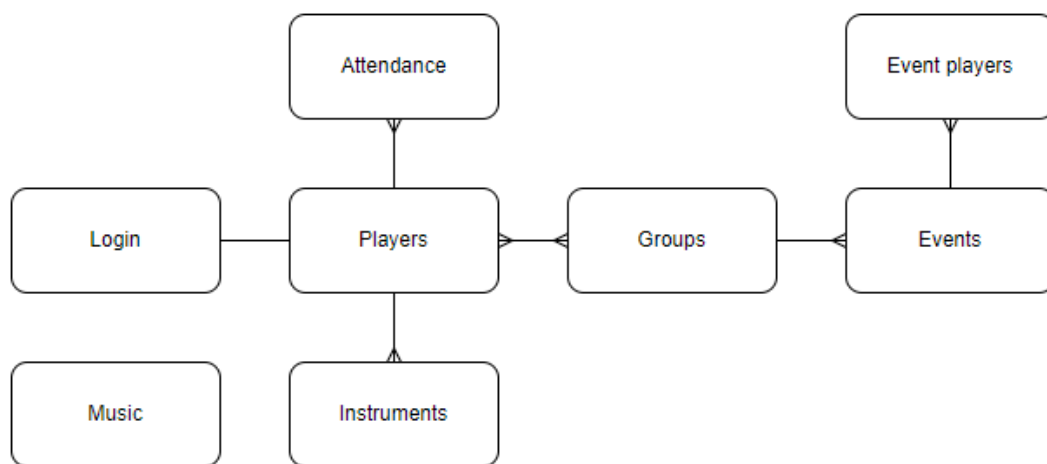 Attendance
Event players
Login
Players
Groups
Events
Music
Instruments